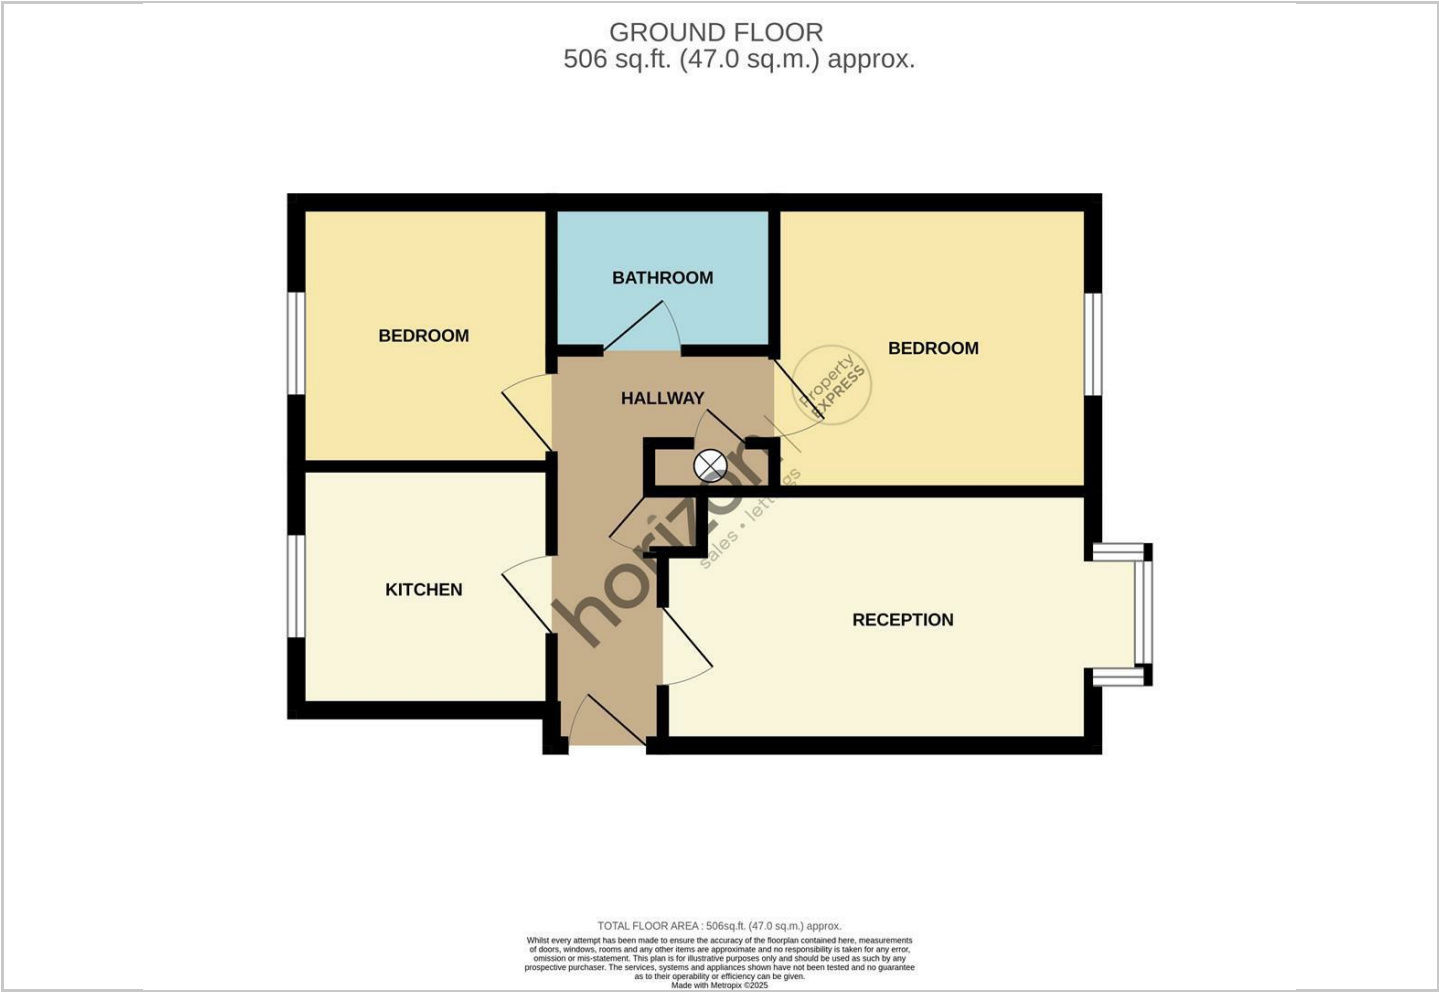 GROUND FLOOR
506 sq.ft. (47.0 sq.m.) approx.
BATHROOM
BEDROOM
BEDROOM
Property
EXPRESS
HALLWAY
horizon
sales • lettings
KITCHEN
RECEPTION
TOTAL FLOOR AREA : 506sq.ft. (47.0 sq.m.) approx.
Whilst every attempt has been made to ensure the accuracy of the floorplan contained here, measurements
of doors, windows, rooms and any other items are approximate and no responsibility is taken for any error,
omission or mis-statement. This plan is for illustrative purposes only and should be used as such by any
prospective purchaser. The services, systems and appliances shown have not been tested and no guarantee
as to their operability or efficiency can be given.
Made with Metropix ©2025